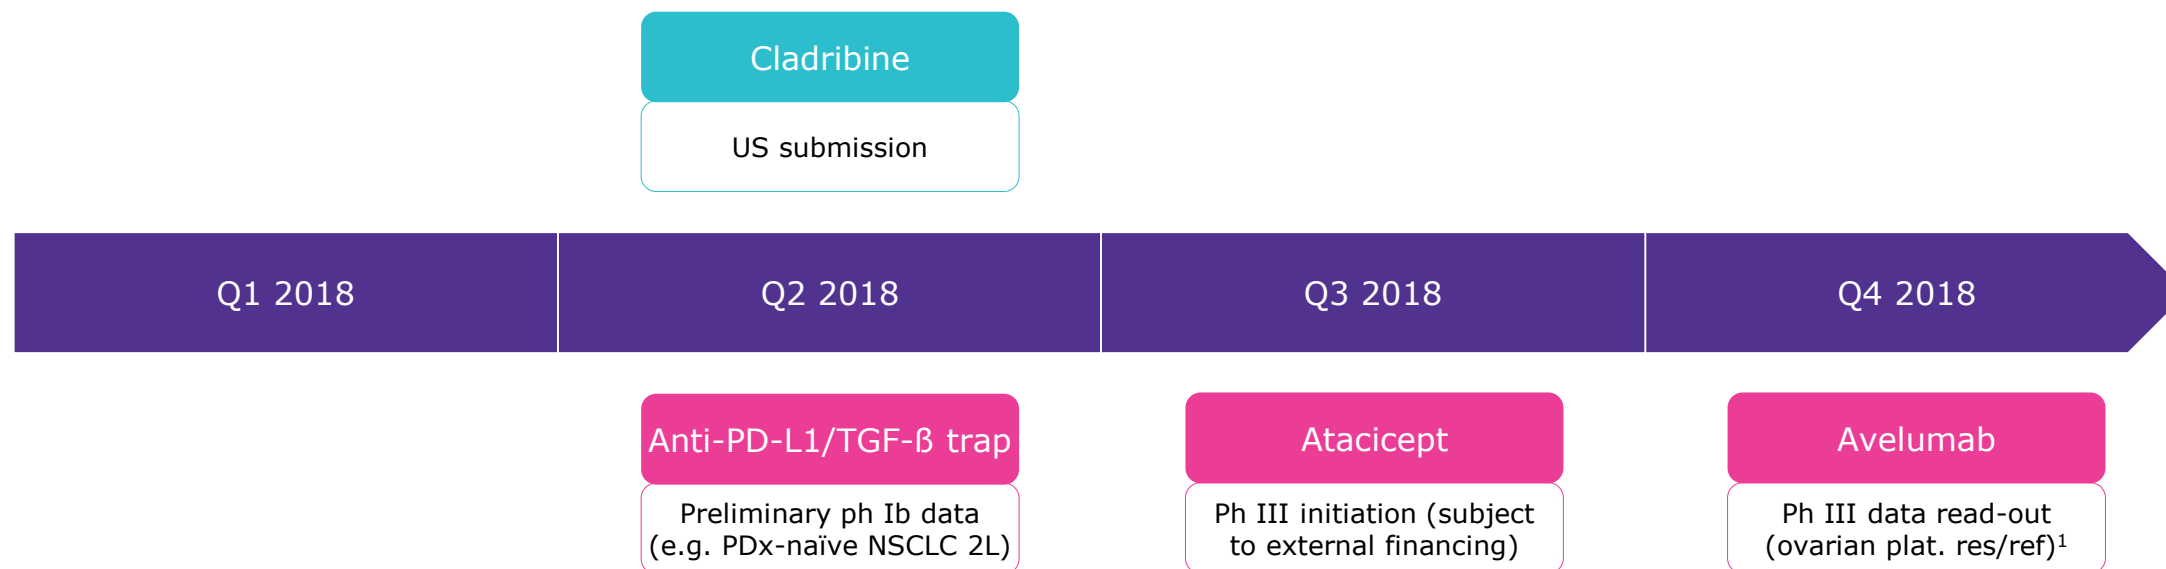 Cladribine
US submission
Q1 2018
Q2 2018
Q3 2018
Q4 2018
Anti-PD-L1/TGF-ß trap
Preliminary ph Ib data
(e.g. PDx-naïve NSCLC 2L)
Atacicept
Ph III initiation (subject
to external financing)
Avelumab
Ph III data read-out
(ovarian plat. res/ref)¹